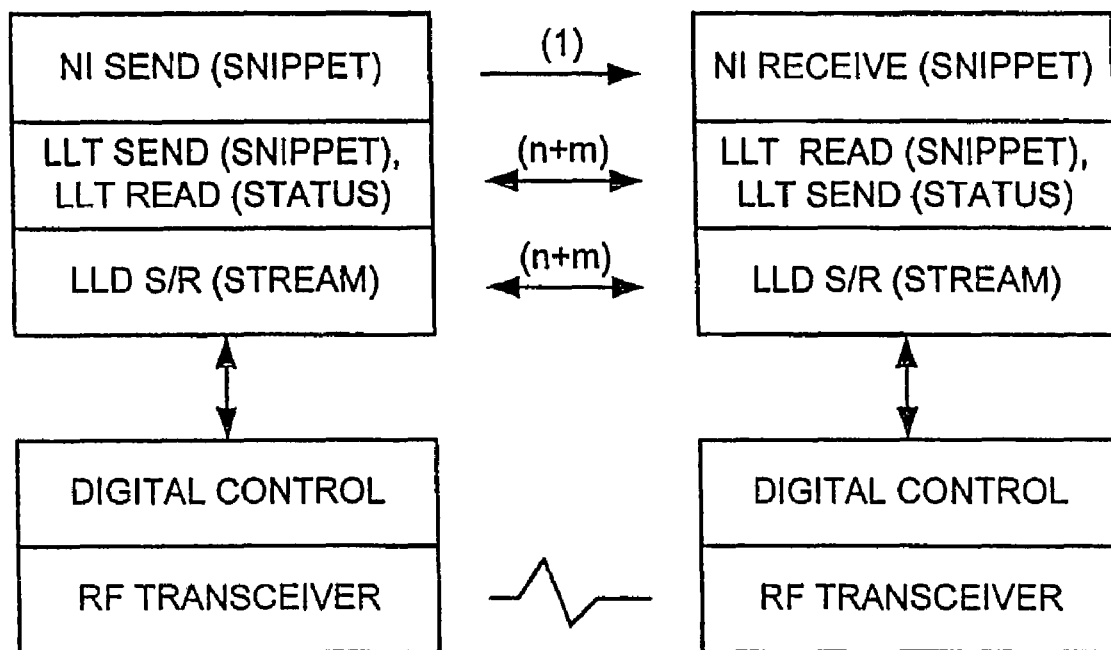 NI SEND (SNIPPET)
(1)
NI RECEIVE (SNIPPET)
LLT SEND (SNIPPET),
LLT READ (STATUS)
(n+m)
LLT READ (SNIPPET),
LLT SEND (STATUS)
LLD S/R (STREAM)
(n+m)
LLD S/R (STREAM)
DIGITAL CONTROL
DIGITAL CONTROL
RF TRANSCEIVER
RF TRANSCEIVER